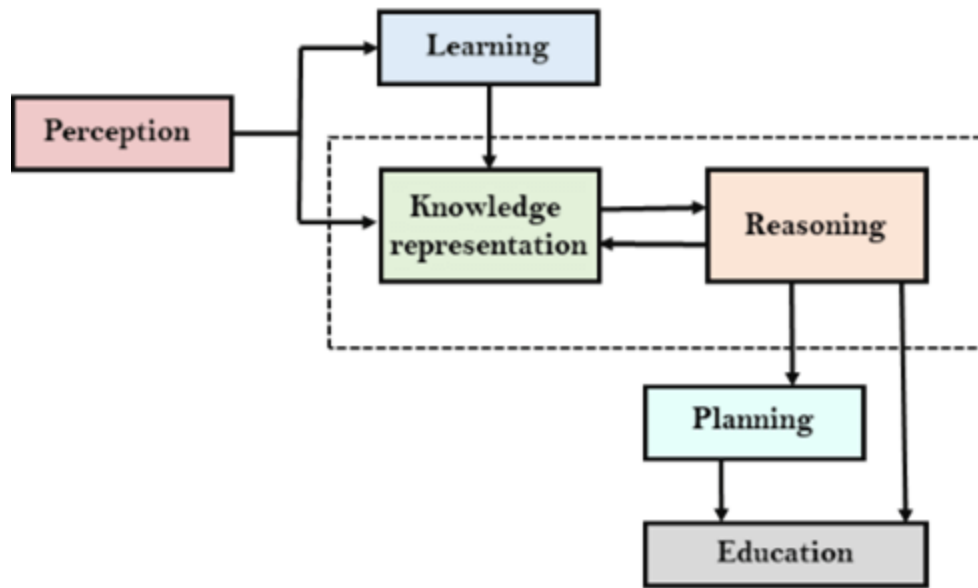 Learning
Perception
Knowledge
representation
Reasoning
Planning
Education